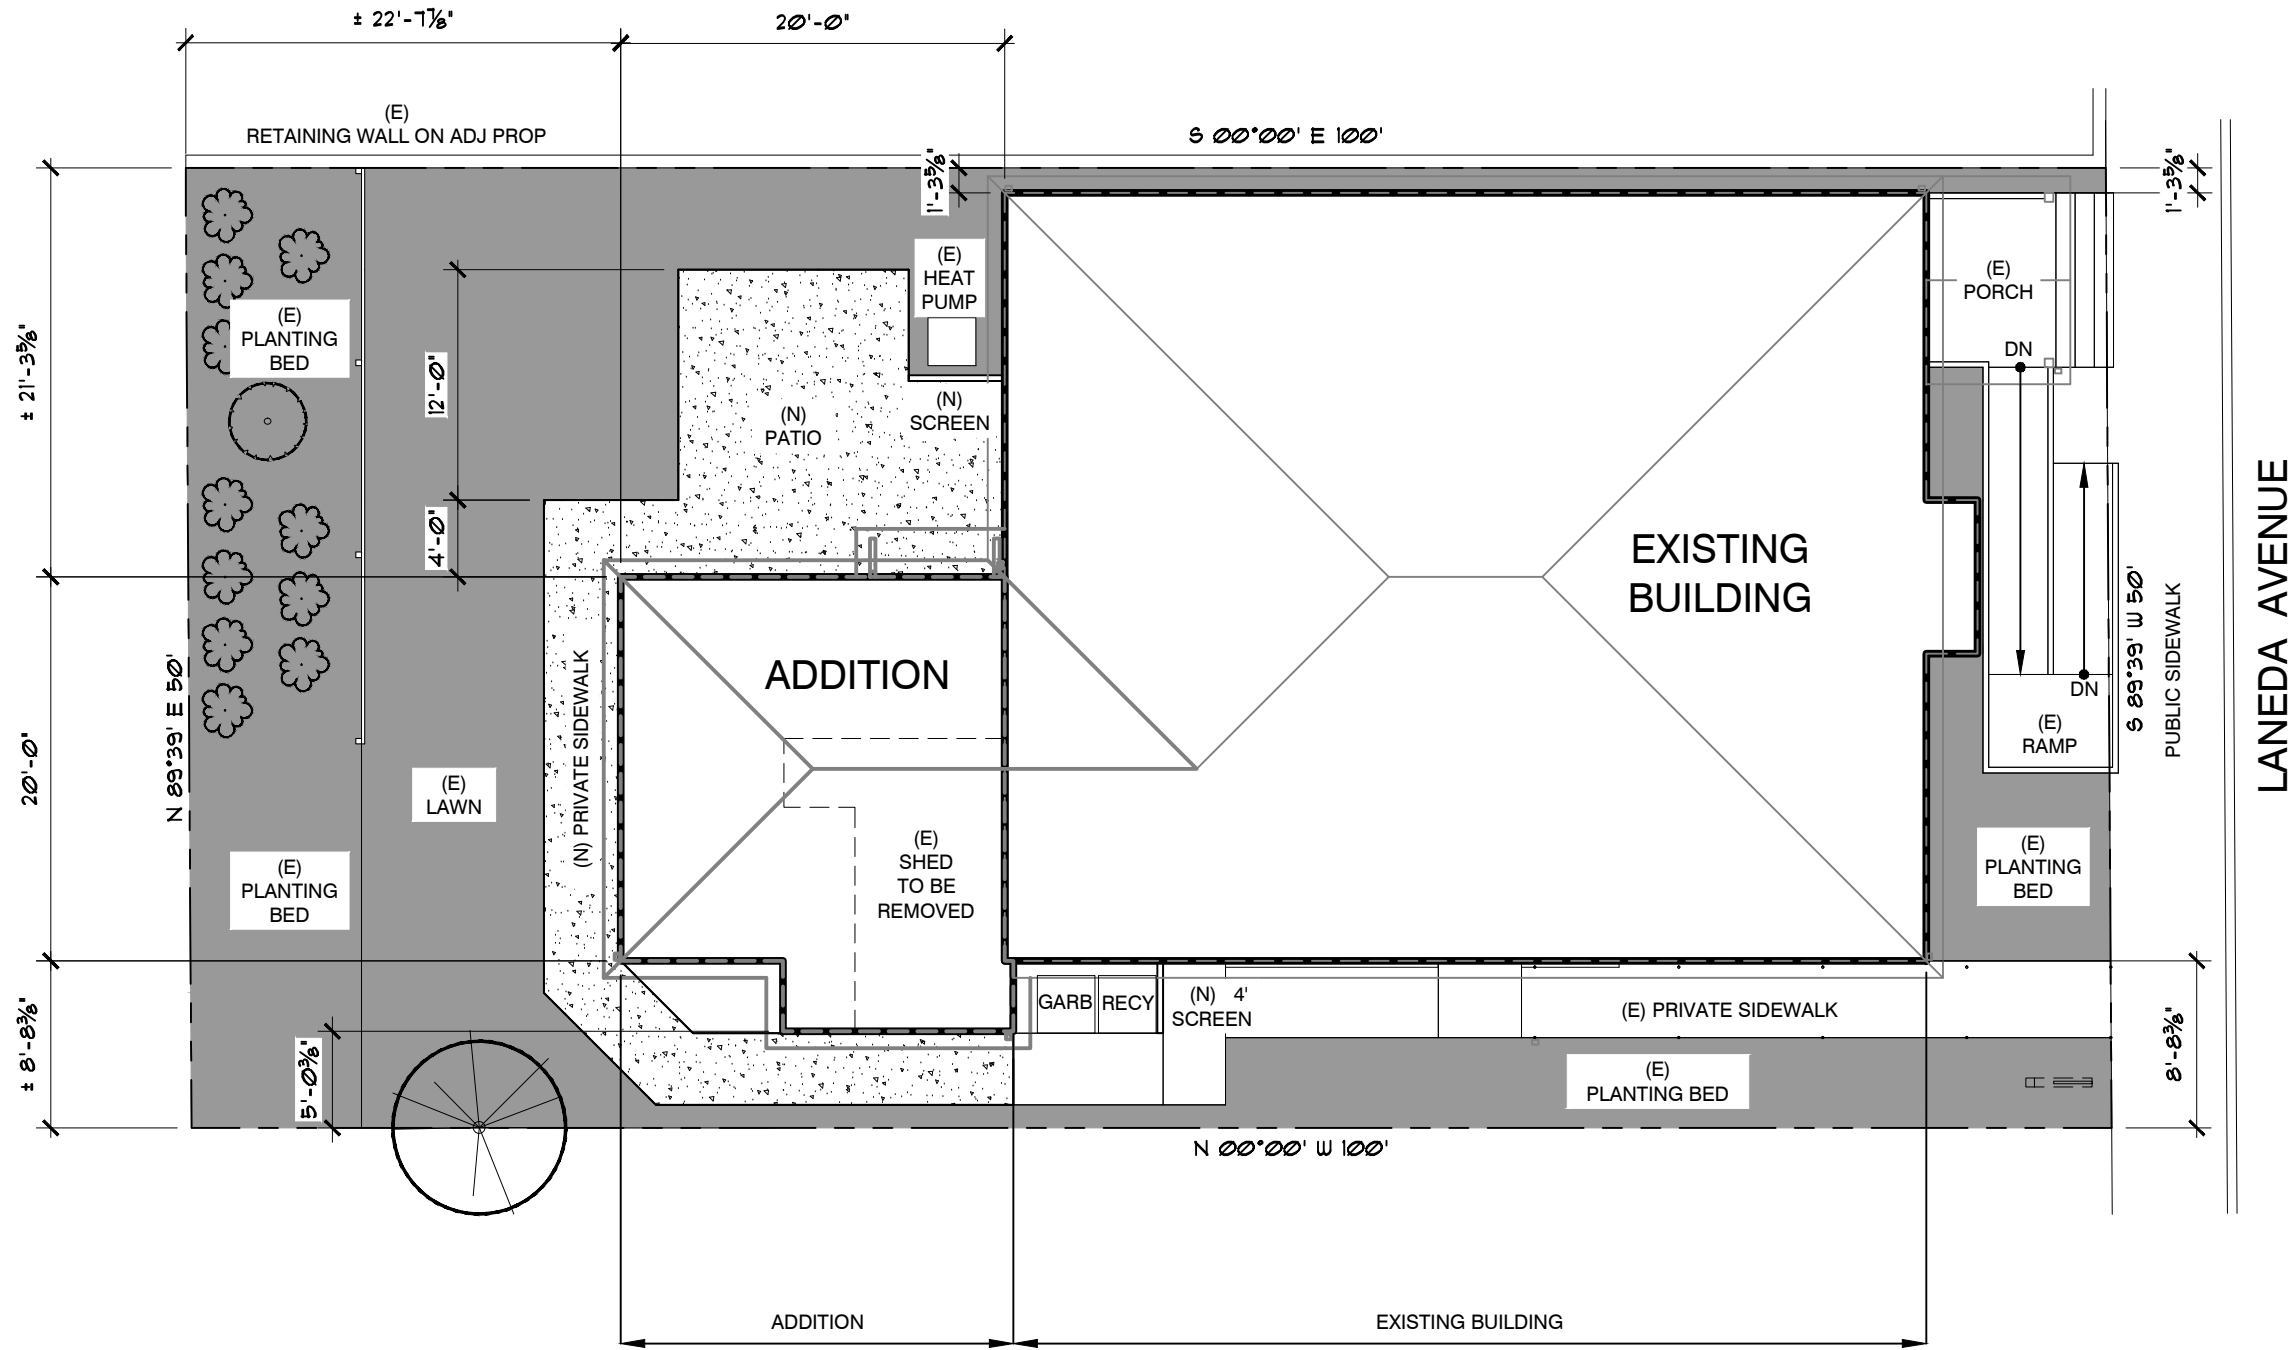 ± 22'-7⅞"
20'-0"
(E)
RETAINING WALL ON ADJ PROP
S 00°00' E 100'
1'-3⅝"
1'-3⅝"
(E)
HEAT
PUMP
(E)
PORCH
(E)
PLANTING
BED
± 21'-3⅝"
12'-0"
DN
(N)
PATIO
(N)
SCREEN
4'-0"
EXISTING
BUILDING
LANEDA AVENUE
S 89°39' W 50'
PUBLIC SIDEWALK
N 89°39' E 50'
(N) PRIVATE SIDEWALK
ADDITION
DN
(E)
RAMP
20'-0"
(E)
LAWN
(E)
SHED
TO BE
REMOVED
(E)
PLANTING
BED
(E)
PLANTING
BED
GARB
RECY
(N) 4'
SCREEN
(E) PRIVATE SIDEWALK
± 8'-8⅜"
5'-0⅜"
8'-8⅜"
(E)
PLANTING BED
N 00°00' W 100'
ADDITION
EXISTING BUILDING